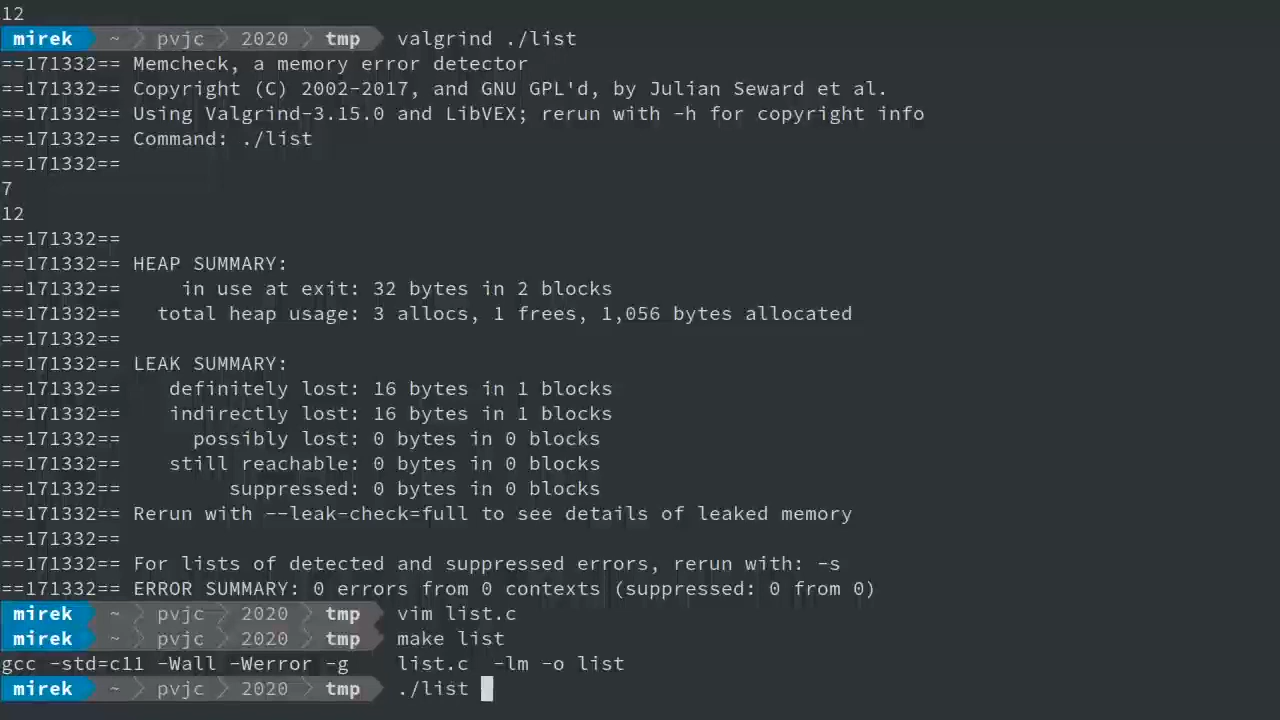 12
mirek ~ pvjc 2020 tmp valgrind ./list
==171332== Memcheck, a memory error detector
==171332== Copyright (C) 2002-2017, and GNU GPL'd, by Julian Seward et al.
==171332== Using Valgrind-3.15.0 and LibVEX; rerun with -h for copyright info
==171332== Command: ./list
==171332==
7
12
==171332==
==171332== HEAP SUMMARY:
==171332==     in use at exit: 32 bytes in 2 blocks
==171332==   total heap usage: 3 allocs, 1 frees, 1,056 bytes allocated
==171332==
==171332== LEAK SUMMARY:
==171332==    definitely lost: 16 bytes in 1 blocks
==171332==    indirectly lost: 16 bytes in 1 blocks
==171332==      possibly lost: 0 bytes in 0 blocks
==171332==    still reachable: 0 bytes in 0 blocks
==171332==         suppressed: 0 bytes in 0 blocks
==171332== Rerun with --leak-check=full to see details of leaked memory
==171332==
==171332== For lists of detected and suppressed errors, rerun with: -s
==171332== ERROR SUMMARY: 0 errors from 0 contexts (suppressed: 0 from 0)
mirek ~ pvjc 2020 tmp vim list.c
mirek ~ pvjc 2020 tmp make list
gcc -std=c11 -Wall -Werror -g    list.c  -lm -o list
mirek ~ pvjc 2020 tmp ./list